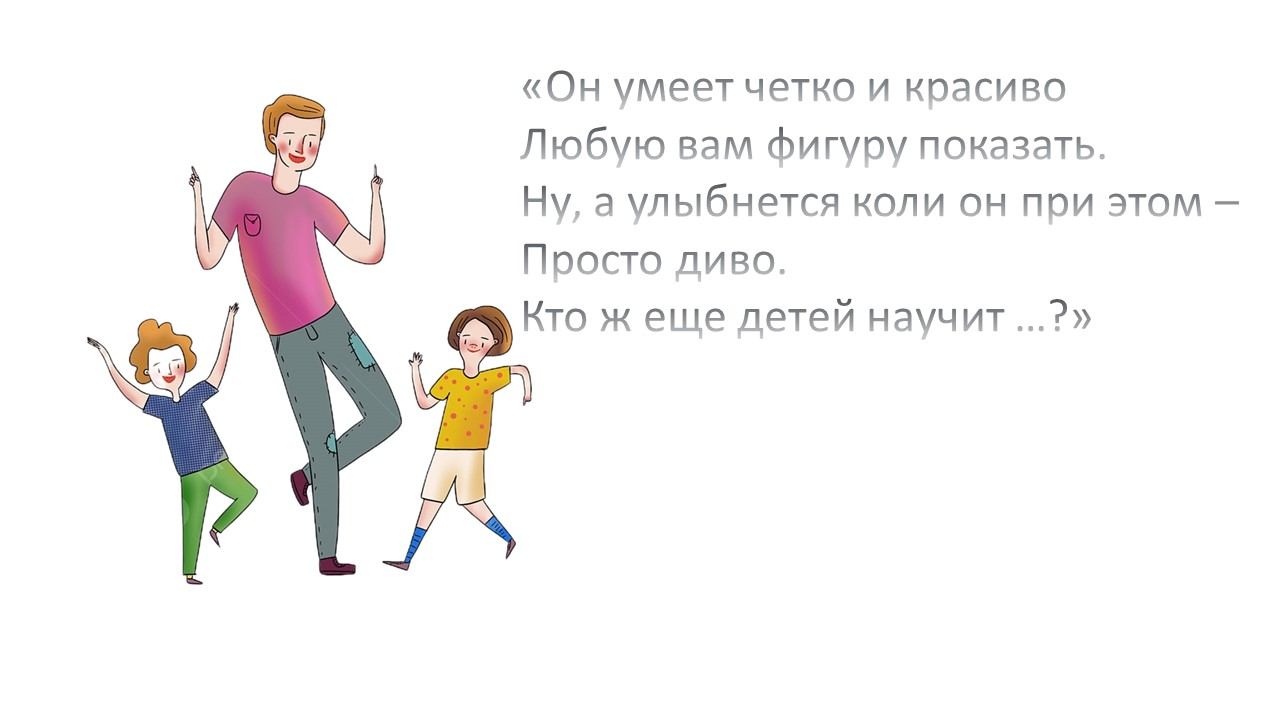 «Он умеет четко и красиво
Любую вам фигуру показать.
Ну, а улыбнется коли он при этом –
Просто диво.
Кто ж еще детей научит …?»